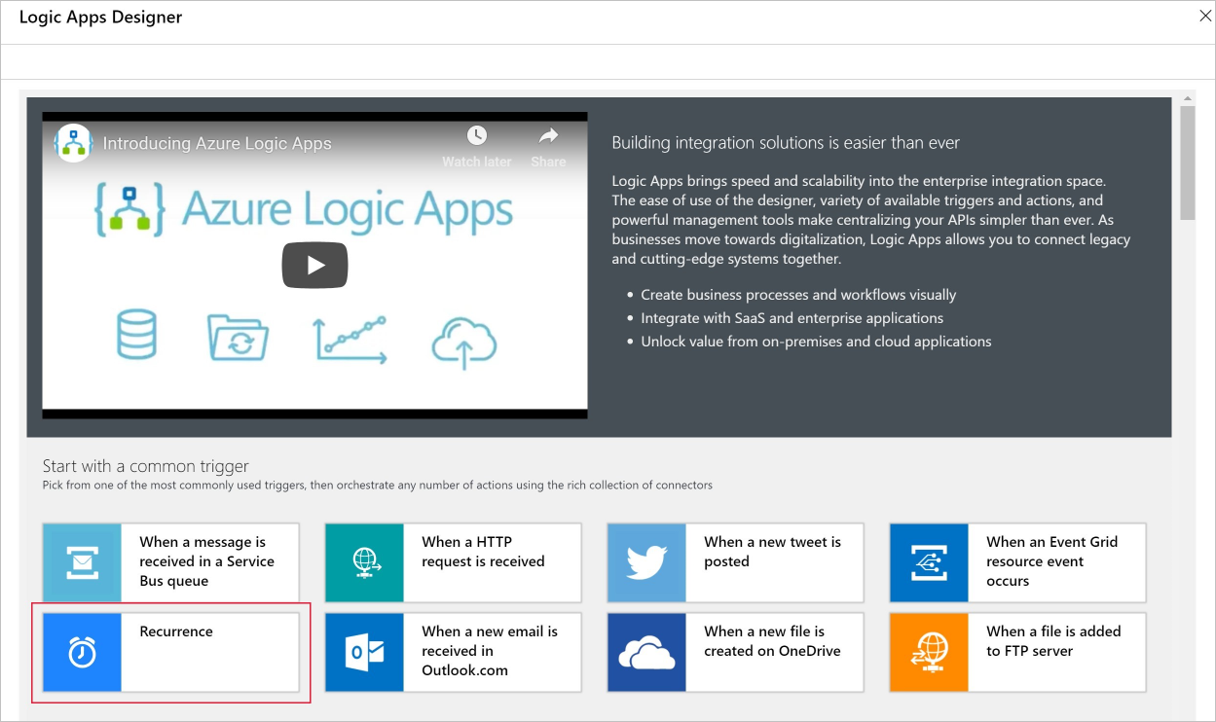 Logic Apps Designer
Introducing Azure Logic Apps
Watch later
Share
Azure Logic Apps
Building integration solutions is easier than ever
Logic Apps brings speed and scalability into the enterprise integration space.
The ease of use of the designer, variety of available triggers and actions, and
powerful management tools make centralizing your APIs simpler than ever. As
businesses move towards digitalization, Logic Apps allows you to connect legacy
and cutting-edge systems together.
• Create business processes and workflows visually
• Integrate with SaaS and enterprise applications
• Unlock value from on-premises and cloud applications
Start with a common trigger
Pick from one of the most commonly used triggers, then orchestrate any number of actions using the rich collection of connectors
When a message is
received in a Service
Bus queue
When a HTTP
request is received
When a new tweet is
posted
When an Event Grid
resource event
occurs
Recurrence
When a new email is
received in
Outlook.com
When a new file is
created on OneDrive
When a file is added
to FTP server